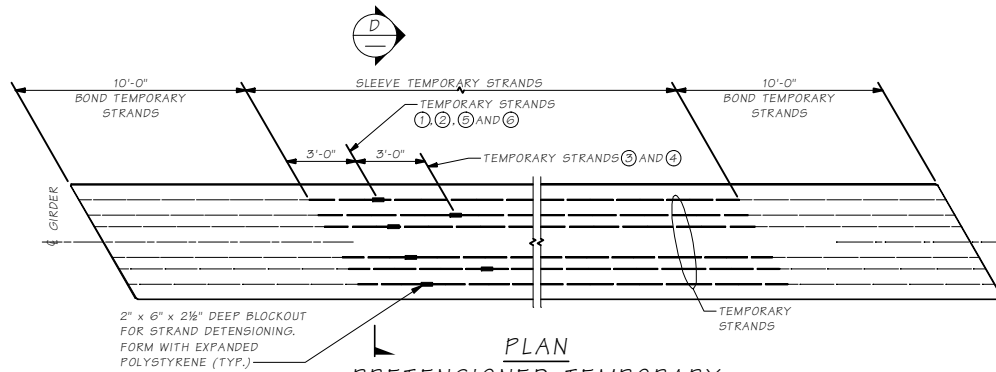 D
10'-0"
BOND TEMPORARY
STRANDS
SLEEVE TEMPORARY STRANDS
10'-0"
BOND TEMPORARY
STRANDS
TEMPORARY STRANDS
①, ②, ⑤ AND ⑥
3'-0"
3'-0"
TEMPORARY STRANDS ③ AND ④
℄ GIRDER
2" x 6" x 2½" DEEP BLOCKOUT
FOR STRAND DETENSIONING.
FORM WITH EXPANDED
POLYSTYRENE (TYP.)
TEMPORARY
STRANDS
PLAN
PRETENSIONED TEMPORARY